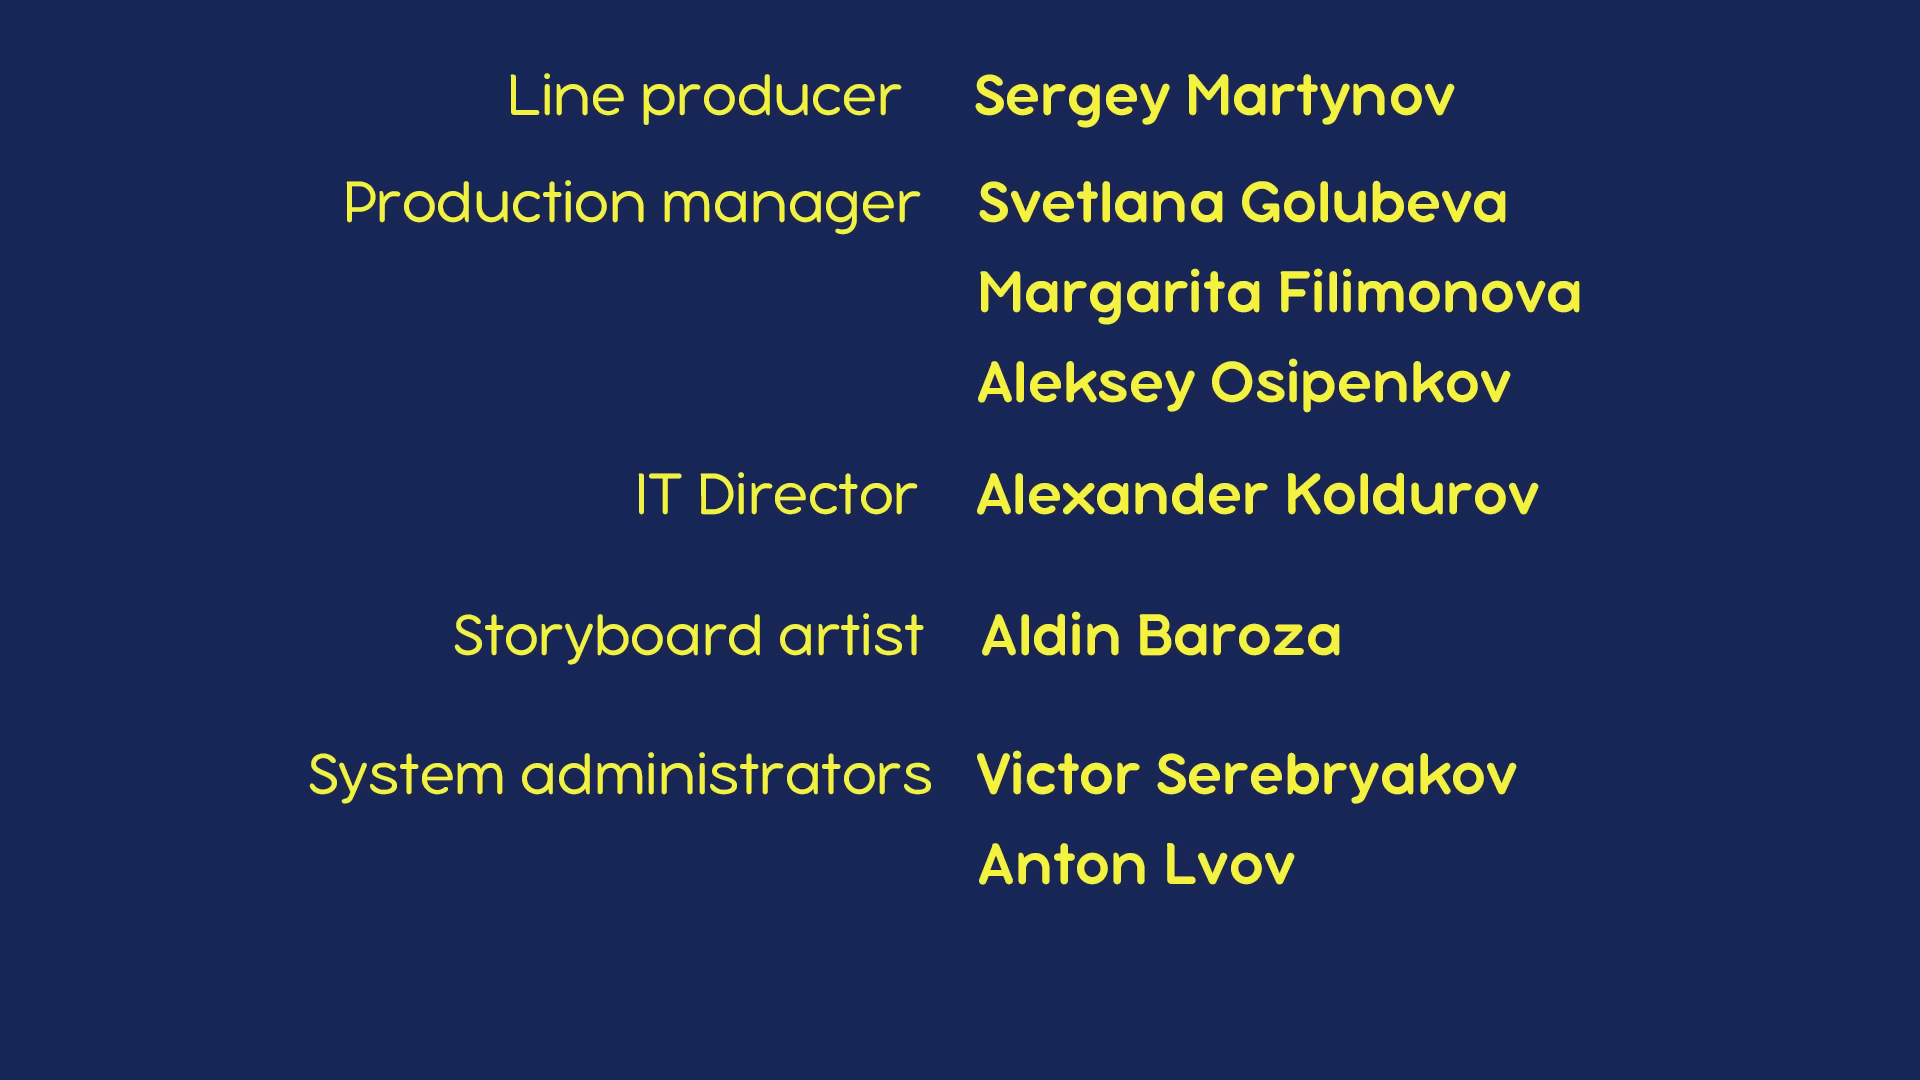 Line producer Sergey Martynov
Production manager Svetlana Golubeva
Margarita Filimonova
Aleksey Osipenkov
IT Director Alexander Koldurov
Storyboard artist Aldin Baroza
System administrators Victor Serebryakov
Anton Lvov